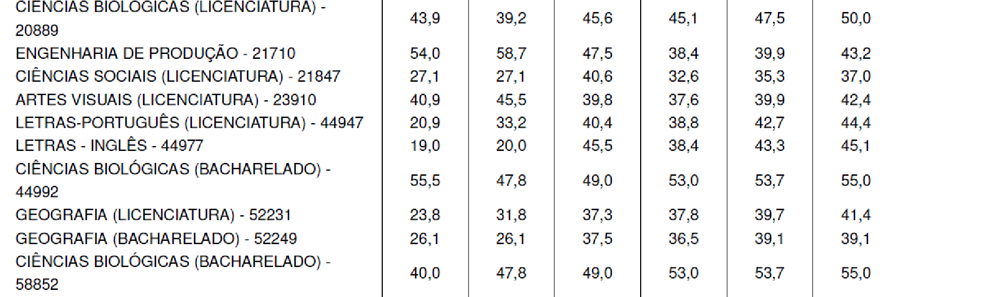 CIÊNCIAS BIOLÓGICAS (LICENCIATURA) -
20889 43,9 39,2 45,6 45,1 47,5 50,0
ENGENHARIA DE PRODUÇÃO - 21710 54,0 58,7 47,5 38,4 39,9 43,2
CIÊNCIAS SOCIAIS (LICENCIATURA) - 21847 27,1 27,1 40,6 32,6 35,3 37,0
ARTES VISUAIS (LICENCIATURA) - 23910 40,9 45,5 39,8 37,6 39,9 42,4
LETRAS-PORTUGUÊS (LICENCIATURA) - 44947 20,9 33,2 40,4 38,8 42,7 44,4
LETRAS - INGLÊS - 44977 19,0 20,0 45,5 38,4 43,3 45,1
CIÊNCIAS BIOLÓGICAS (BACHARELADO) -
44992 55,5 47,8 49,0 53,0 53,7 55,0
GEOGRAFIA (LICENCIATURA) - 52231 23,8 31,8 37,3 37,8 39,7 41,4
GEOGRAFIA (BACHARELADO) - 52249 26,1 26,1 37,5 36,5 39,1 39,1
CIÊNCIAS BIOLÓGICAS (BACHARELADO) -
58852 40,0 47,8 49,0 53,0 53,7 55,0